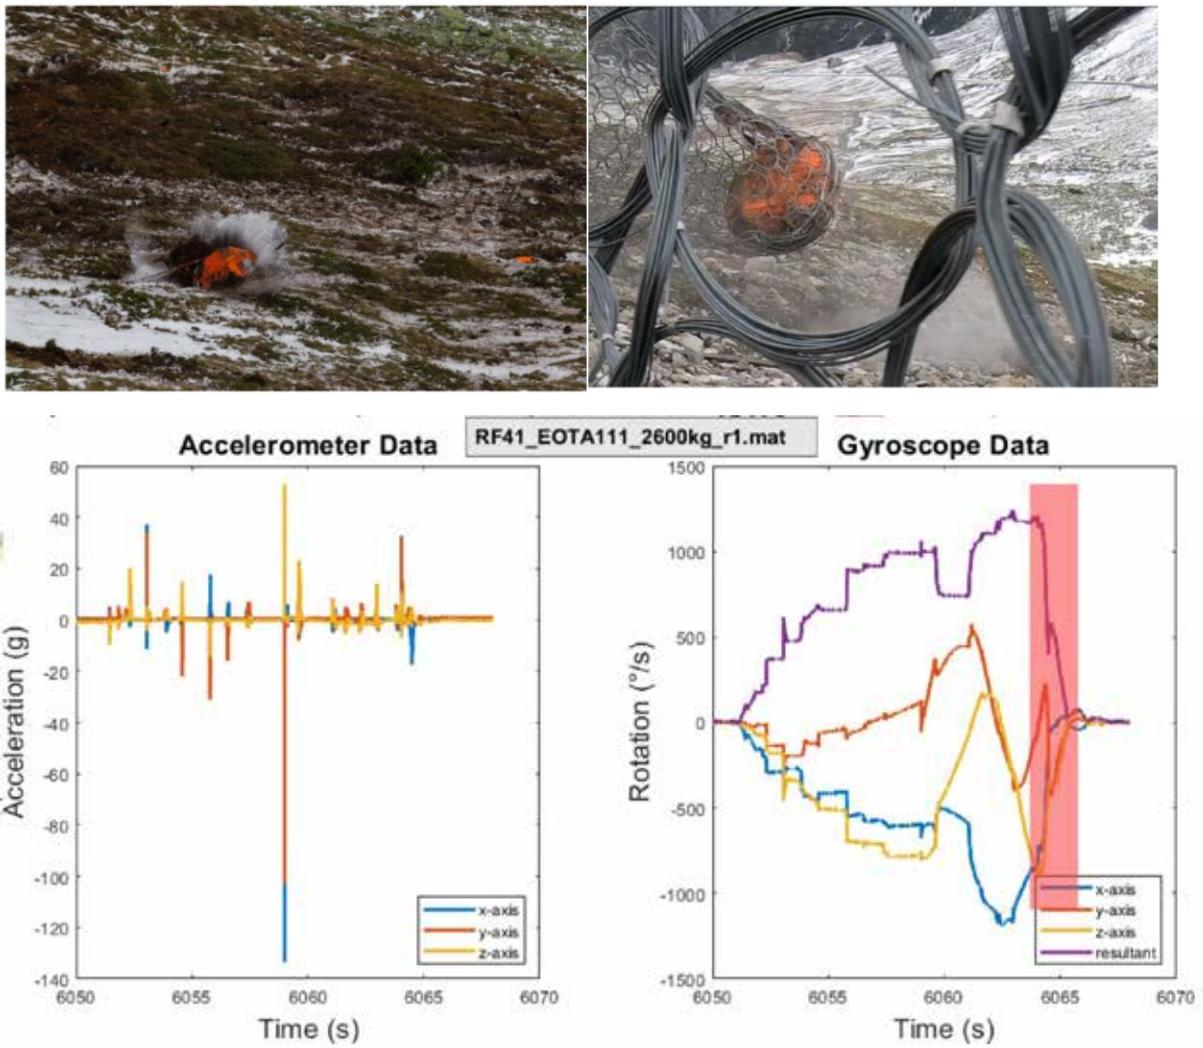 RF41_EOTA111_2600kg_r1.mat
Accelerometer Data
Gyroscope Data
Acceleration (g)
60
40
20
0
-20
-40
-60
-80
-100
-120
-140
6050
6055
6060
6065
6070
Time (s)
x-axis
y-axis
z-axis
Rotation (°/s)
1500
1000
500
0
-500
-1000
-1500
6050
6055
6060
6065
6070
Time (s)
x-axis
y-axis
z-axis
resultant